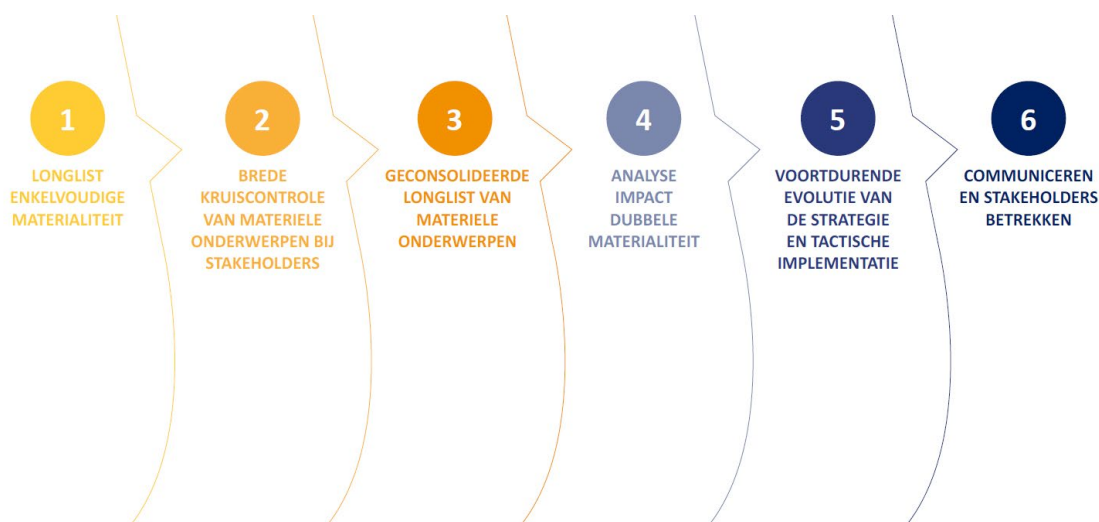 1
LONGLIST
ENKELVOUDIGE
MATERIALITEIT
2
BREDE
KRUISCONTROLE
VAN MATERIELE
ONDERWERPEN BIJ
STAKEHOLDERS
3
GECONSOLIDEERDE
LONGLIST VAN
MATERIELE
ONDERWERPEN
4
ANALYSE
IMPACT
DUBBELE
MATERIALITEIT
5
VOORTDURENDE
EVOLUTIE VAN
DE STRATEGIE
EN TACTISCHE
IMPLEMENTATIE
6
COMMUNICEREN
EN STAKEHOLDERS
BETREKKEN